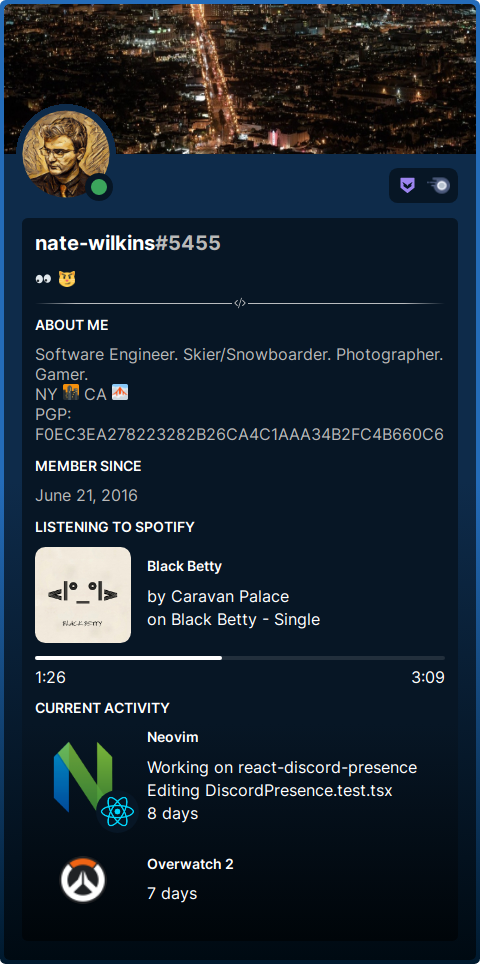 nate-wilkins#5455
👀 😼
</>
ABOUT ME
Software Engineer. Skier/Snowboarder. Photographer.
Gamer.
NY 🌇 CA 🏔
PGP:
F0EC3EA278223282B26CA4C1AAA34B2FC4B660C6
MEMBER SINCE
June 21, 2016
LISTENING TO SPOTIFY
<|°_°|>
BLACK BETTY
Black Betty
by Caravan Palace
on Black Betty - Single
1:26 3:09
CURRENT ACTIVITY
Neovim
Working on react-discord-presence
Editing DiscordPresence.test.tsx
8 days
Overwatch 2
7 days